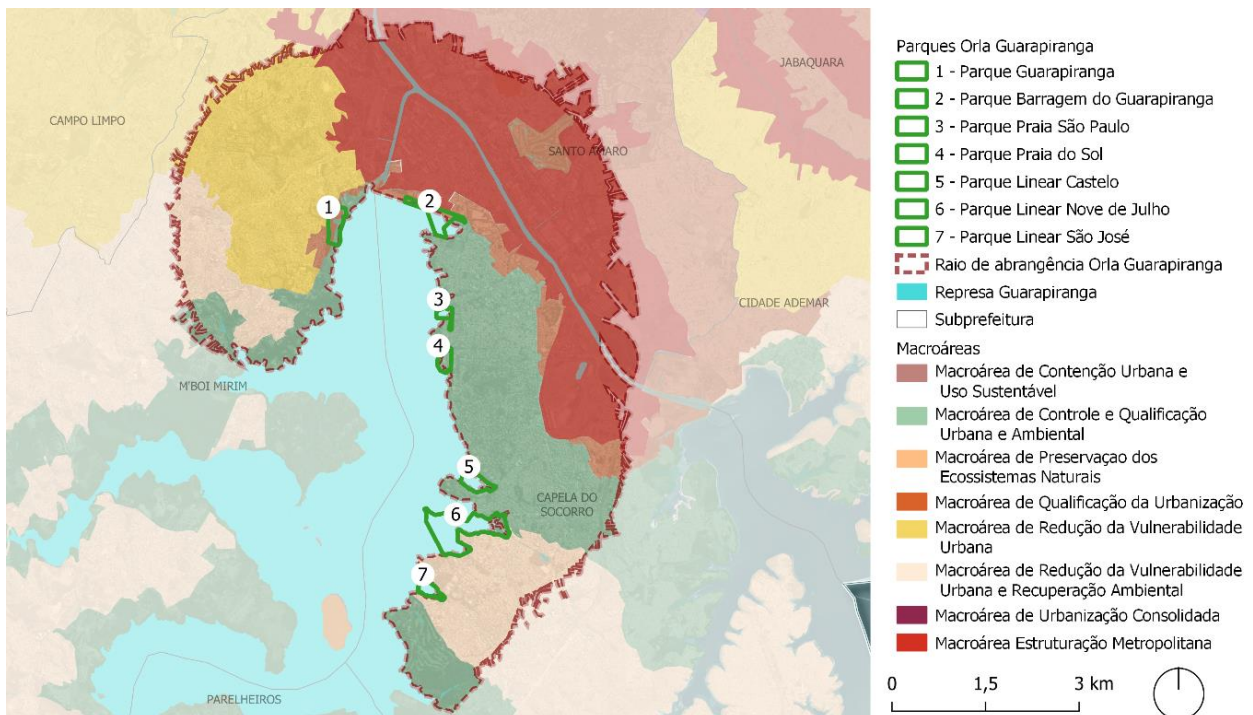 JABAQUARA
CAMPO LIMPO
SANTO AMARO
1
2
3
CIDADE ADEMAR
4
M'BOI MIRIM
5
CAPELA DO
SOCORRO
6
7
PARELHEIROS
Parques Orla Guarapiranga
1 - Parque Guarapiranga
2 - Parque Barragem do Guarapiranga
3 - Parque Praia São Paulo
4 - Parque Praia do Sol
5 - Parque Linear Castelo
6 - Parque Linear Nove de Julho
7 - Parque Linear São José
Raio de abrangência Orla Guarapiranga
Represa Guarapiranga
Subprefeitura
Macroáreas
Macroárea de Contenção Urbana e
Uso Sustentável
Macroárea de Controle e Qualificação
Urbana e Ambiental
Macroárea de Preservaçao dos
Ecossistemas Naturais
Macroárea de Qualificação da Urbanização
Macroárea de Redução da Vulnerabilidade
Urbana
Macroárea de Redução da Vulnerabilidade
Urbana e Recuperação Ambiental
Macroárea de Urbanização Consolidada
Macroárea Estruturação Metropolitana
0 1,5 3 km